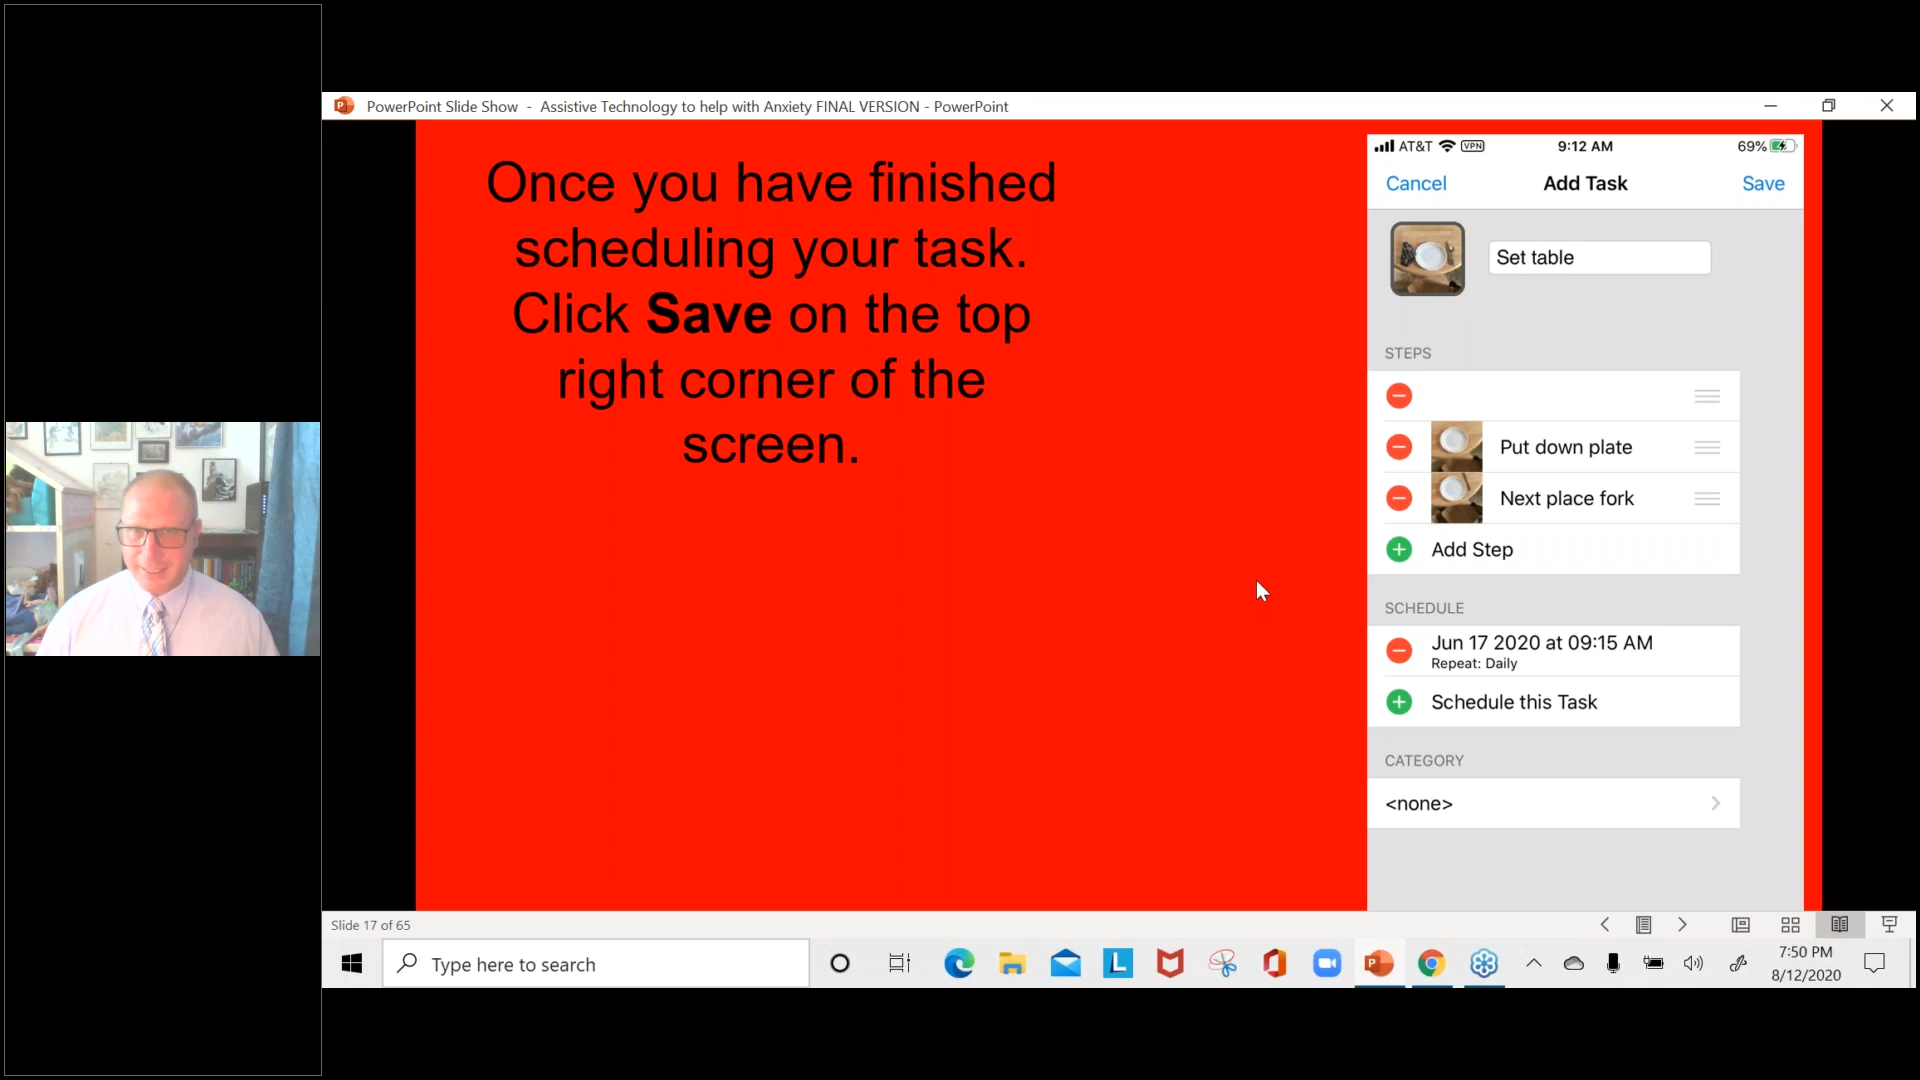 PowerPoint Slide Show - Assistive Technology to help with Anxiety FINAL VERSION - PowerPoint
Once you have finished
scheduling your task.
Click Save on the top
right corner of the
screen.
AT&T VPN 9:12 AM 69%
Cancel Add Task Save
Set table
STEPS
Put down plate
Next place fork
Add Step
SCHEDULE
Jun 17 2020 at 09:15 AM
Repeat: Daily
Schedule this Task
CATEGORY
<none>
Slide 17 of 65
Type here to search
7:50 PM
8/12/2020